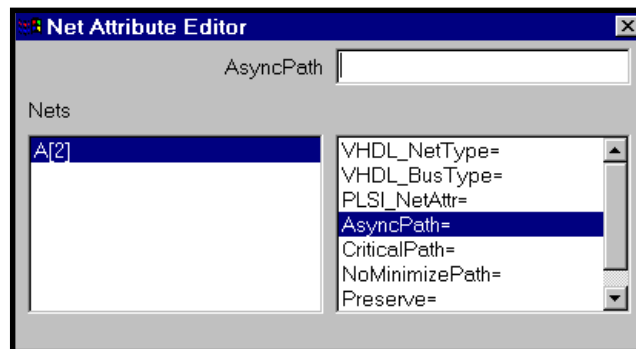 Net Attribute Editor
AsyncPath
Nets
A[2]
VHDL_NetType=
VHDL_BusType=
PLSI_NetAttr=
AsyncPath=
CriticalPath=
NoMinimizePath=
Preserve=